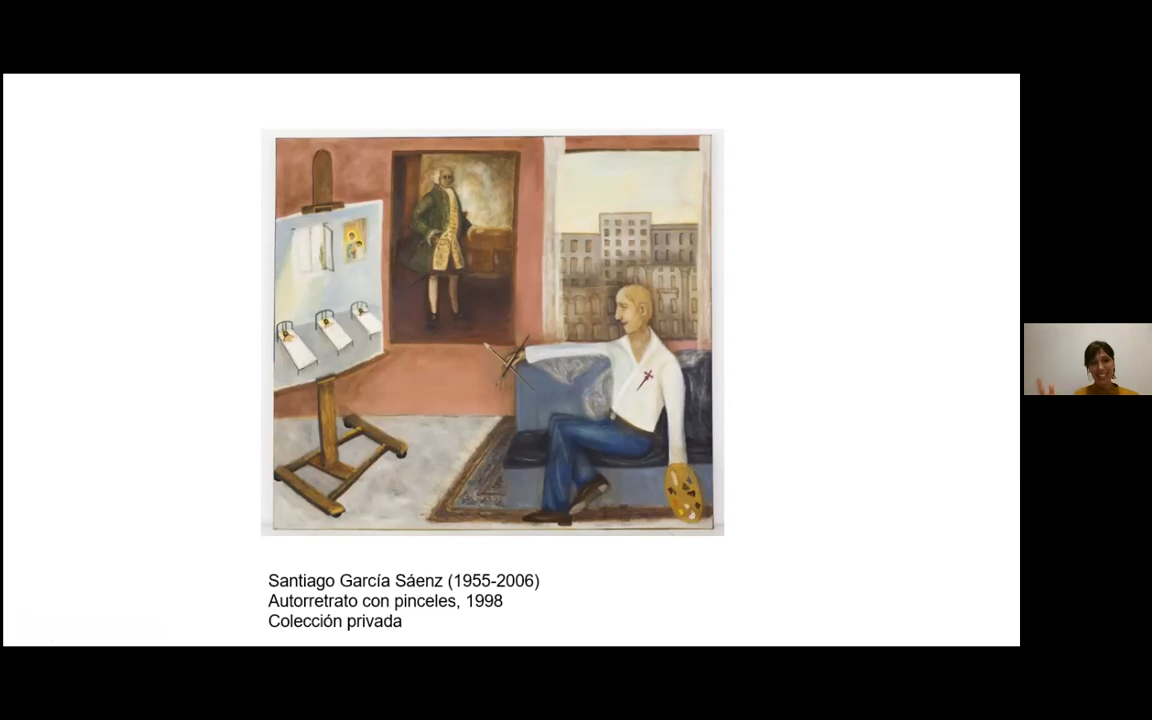 Santiago García Sáenz (1955-2006)
Autorretrato con pinceles, 1998
Colección privada